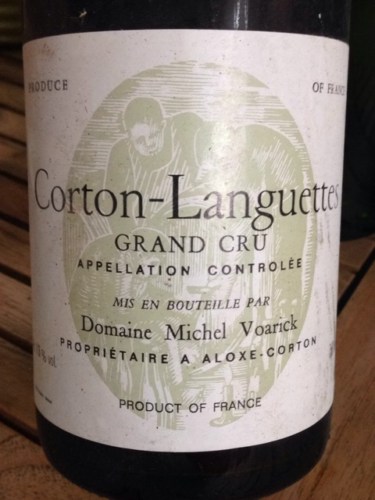 PRODUCE OF FRANCE
Corton-Languettes
GRAND CRU
APPELLATION CONTROLÉE
MIS EN BOUTEILLE PAR
Domaine Michel Voarick
PROPRIÉTAIRE A ALOXE-CORTON
% vol.
PRODUCT OF FRANCE